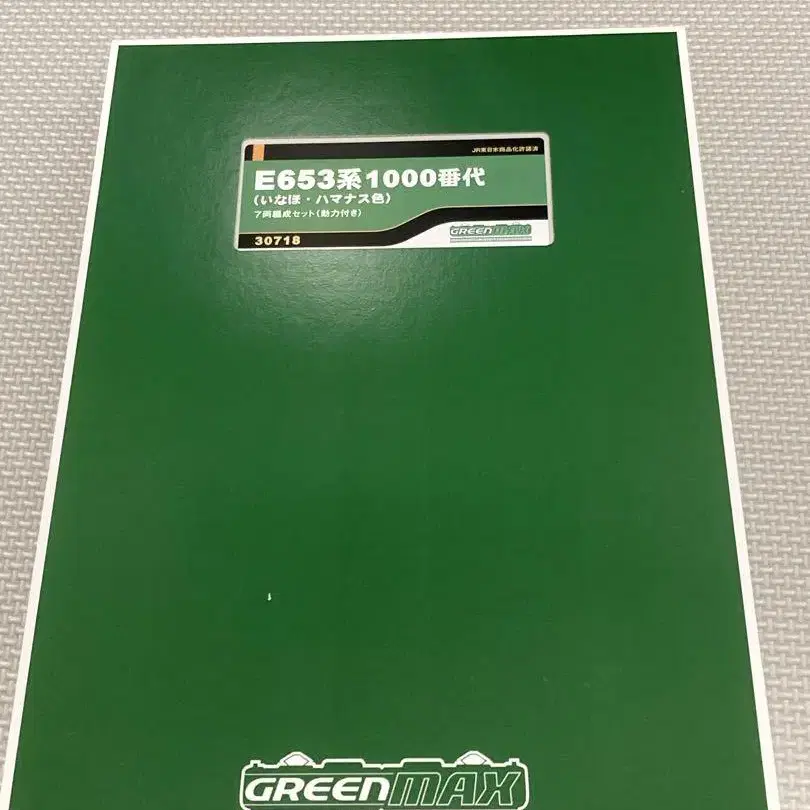 JR東日本商品化許諾済
E653系1000番代
(いなほ・ハマナス色)
7両編成セット(動力付き)
30718
GREENMAX
GREENMAX